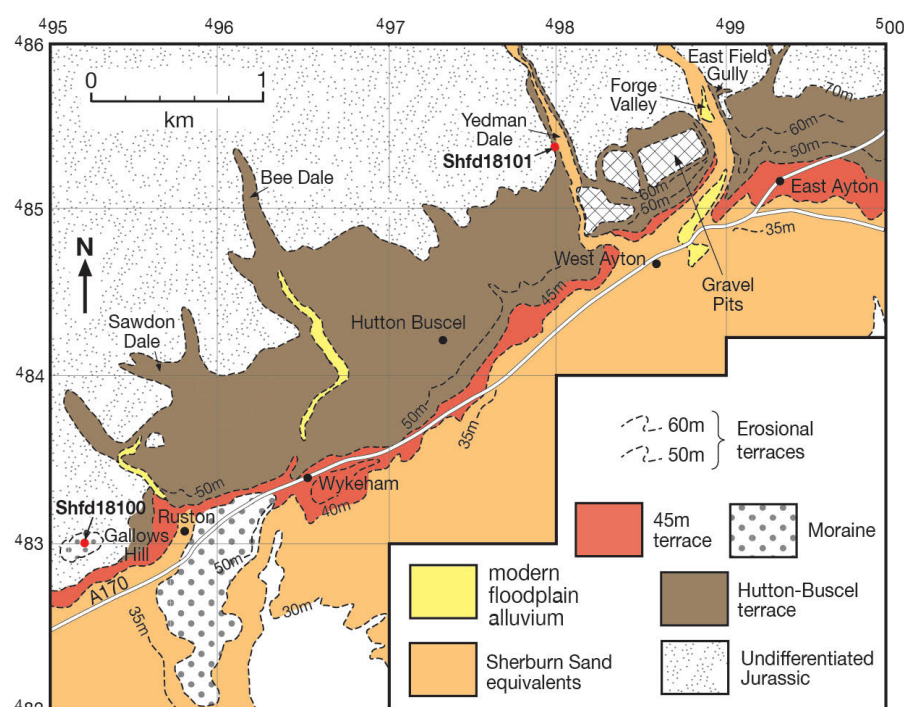 495
496
497
498
499
500
486
0
1
km
East Field
Gully
Forge
Valley
70m
Yedman
Dale
60m
Shfd18101
50m
Bee Dale
60m
50m
East Ayton
485
35m
N
West Ayton
45m
Gravel
Pits
Sawdon
Dale
Hutton Buscel
484
50m
35m
60m
50m
Erosional
terraces
50m
Wykeham
40m
Shfd18100
Ruston
Gallows
Hill
483
50m
A170
35m
30m
45m
terrace
Moraine
modern
floodplain
alluvium
Hutton-Buscel
terrace
Sherburn Sand
equivalents
Undifferentiated
Jurassic